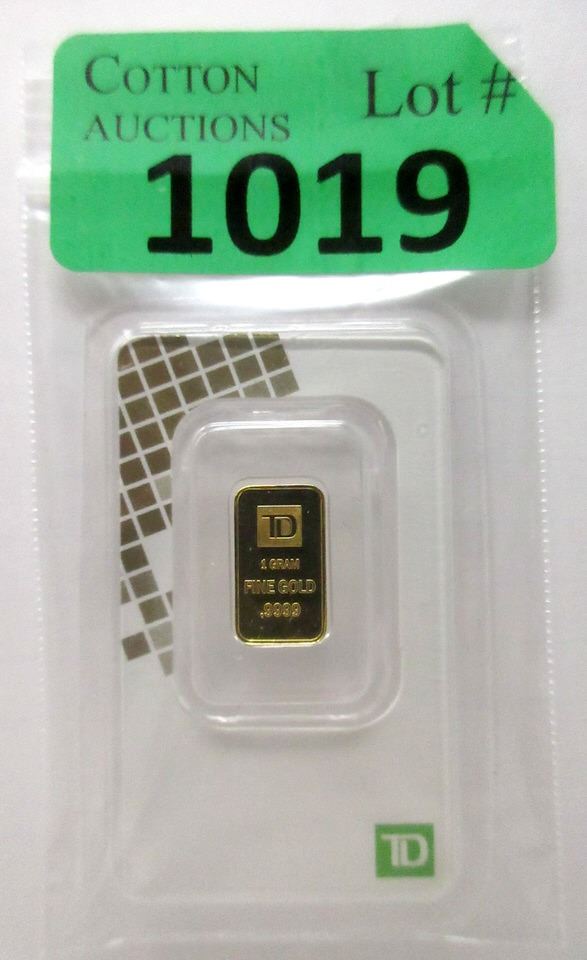 COTTON
AUCTIONS
Lot #
1019
TD
1 GRAM
FINE GOLD
.9999
TD